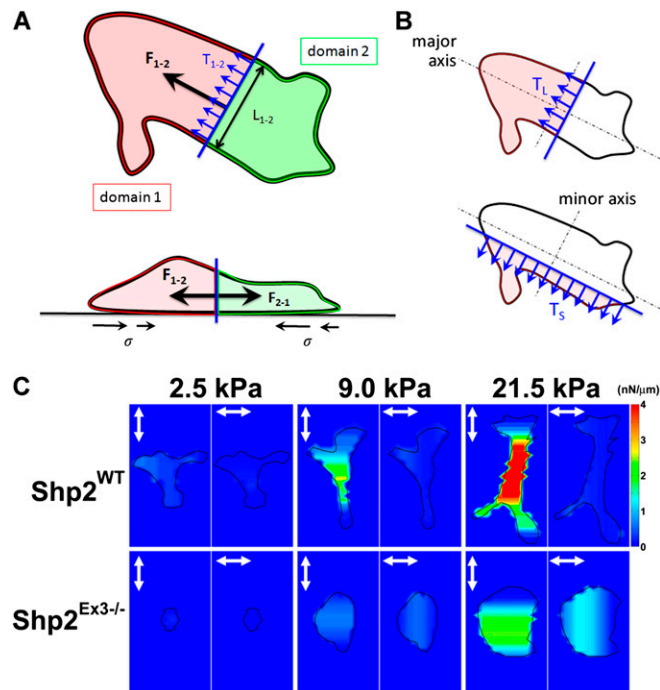 A
domain 2
F1-2
T1-2
L1-2
domain 1
F1-2
F2-1
σ
σ
B
major
axis
TL
minor axis
TS
C
2.5 kPa 9.0 kPa 21.5 kPa (nN/μm)
4
3
2
1
0
Shp2WT
Shp2Ex3-/-